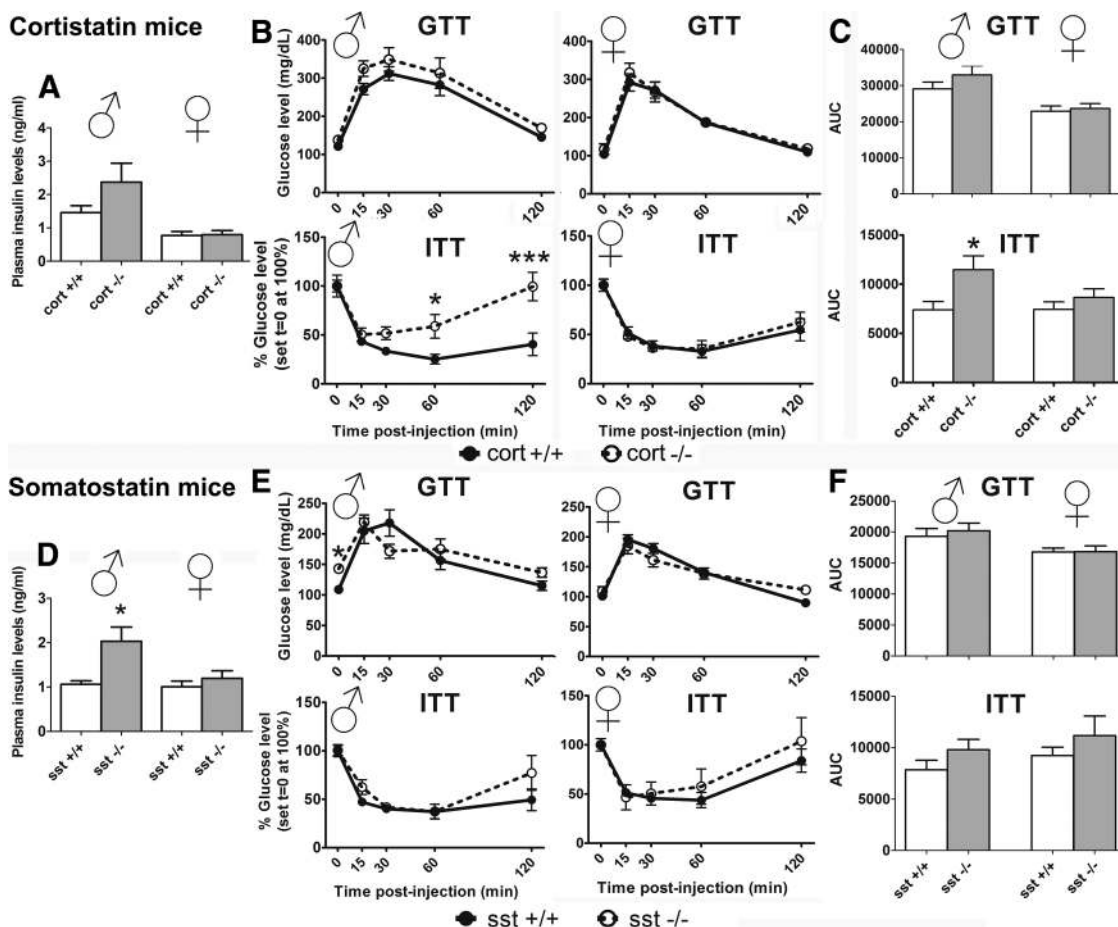 Cortistatin mice
A
♂ ♀
Plasma insulin levels (ng/ml)
4
3
2
1
0
cort +/+
cort -/-
cort +/+
cort -/-
B
♂ GTT
Glucose level (mg/dL)
400
300
200
100
0
0 15 30 60 120
♀ GTT
400
300
200
100
0
0 15 30 60 120
♂ ITT
% Glucose level
(set t=0 at 100%)
150
100
50
0
* ***
0 15 30 60 120
Time post-injection (min)
♀ ITT
150
100
50
0
0 15 30 60 120
Time post-injection (min)
cort +/+ cort -/-
C
♂ GTT ♀
AUC
40000
30000
20000
10000
0
ITT
AUC
15000
10000
5000
0
*
cort +/+
cort -/-
cort +/+
cort -/-
Somatostatin mice
D
♂ ♀
Plasma insulin levels (ng/ml)
3
2
1
0
*
sst +/+
sst -/-
sst +/+
sst -/-
E
♂ GTT
Glucose level (mg/dL)
250
200
150
100
50
0
*
0 15 30 60 120
♀ GTT
250
200
150
100
50
0
0 15 30 60 120
♂ ITT
% Glucose level
(set t=0 at 100%)
150
100
50
0
0 15 30 60 120
Time post-injection (min)
♀ ITT
150
100
50
0
0 15 30 60 120
Time post-injection (min)
sst +/+ sst -/-
F
♂ GTT ♀
AUC
25000
20000
15000
10000
5000
0
ITT
AUC
15000
10000
5000
0
sst +/+
sst -/-
sst +/+
sst -/-